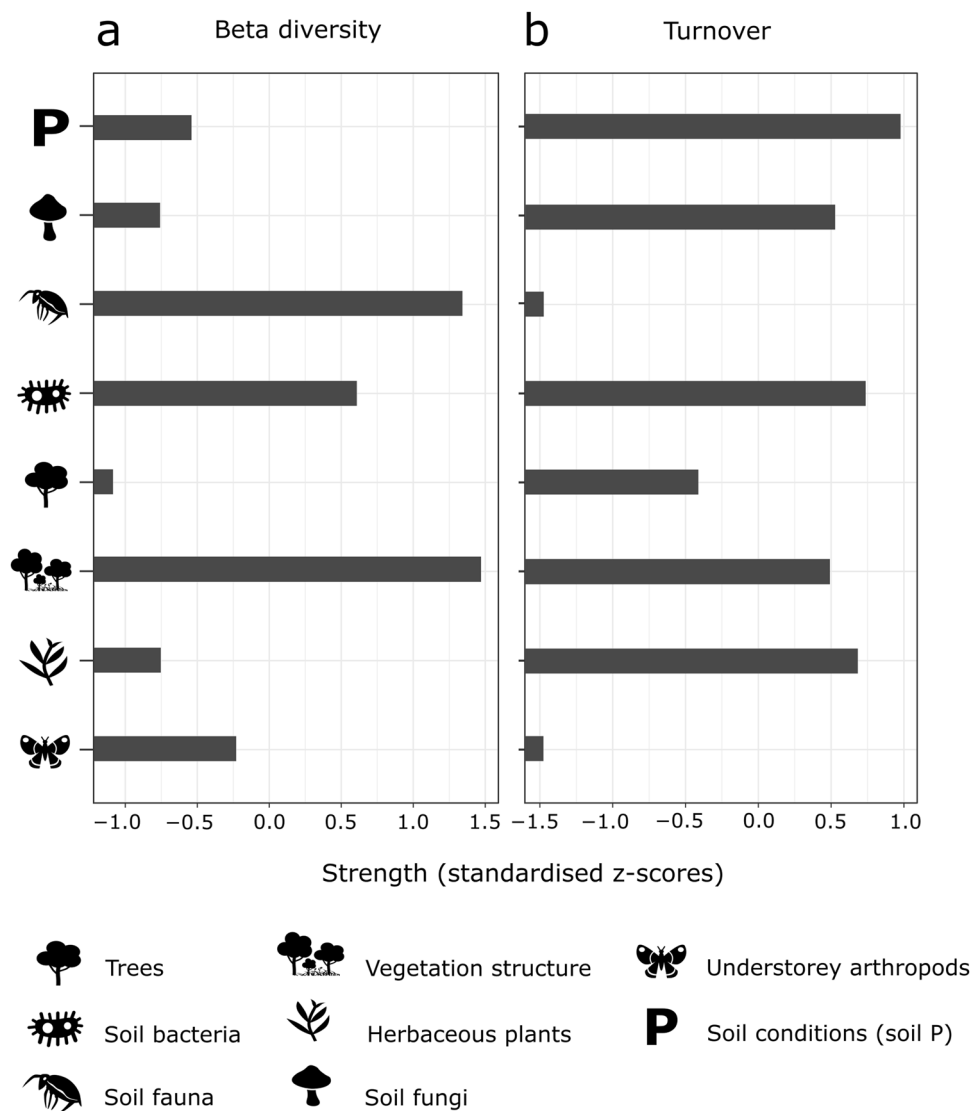 a Beta diversity b Turnover
P
−1.0 −0.5 0.0 0.5 1.0 1.5 −1.5 −1.0 −0.5 0.0 0.5 1.0
Strength (standardised z-scores)
Trees Vegetation structure Understorey arthropods
Soil bacteria Herbaceous plants P Soil conditions (soil P)
Soil fauna Soil fungi